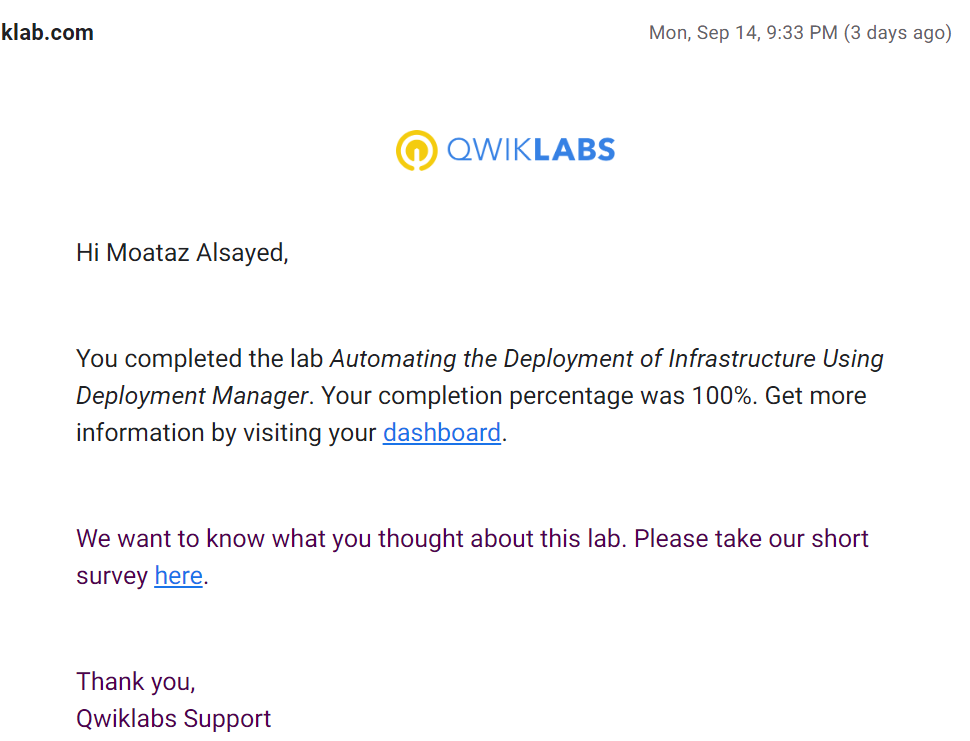 klab.com
Mon, Sep 14, 9:33 PM (3 days ago)
QWIKLABS
Hi Moataz Alsayed,
You completed the lab Automating the Deployment of Infrastructure Using
Deployment Manager. Your completion percentage was 100%. Get more
information by visiting your dashboard.
We want to know what you thought about this lab. Please take our short
survey here.
Thank you,
Qwiklabs Support